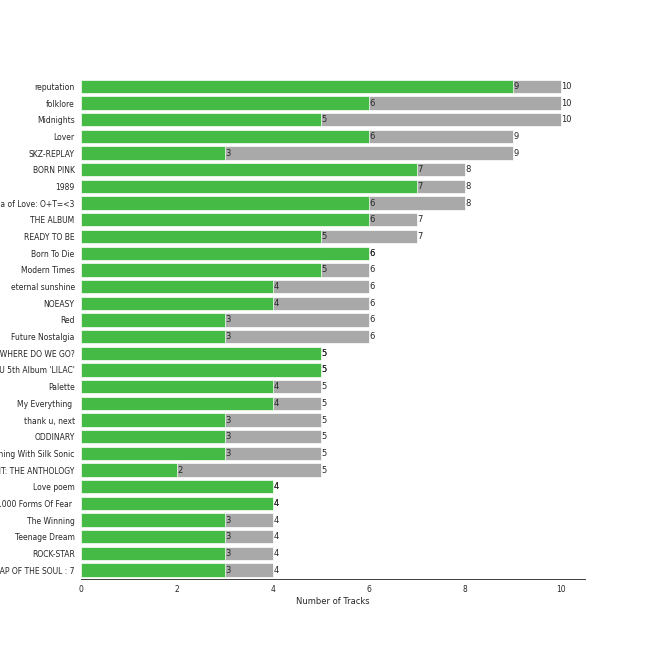 reputation 9 10
folklore 6 10
Midnights 5 10
Lover 6 9
SKZ-REPLAY 3 9
BORN PINK 7 8
1989 7 8
a of Love: O+T=<3 6 8
THE ALBUM 6 7
READY TO BE 5 7
Born To Die 6
Modern Times 5 6
eternal sunshine 4 6
NOEASY 4 6
Red 3 6
Future Nostalgia 3 6
WHERE DO WE GO? 5
U 5th Album 'LILAC' 5
Palette 4 5
My Everything 4 5
thank u, next 3 5
ODDINARY 3 5
ning With Silk Sonic 3 5
T: THE ANTHOLOGY 2 5
Love poem 4
000 Forms Of Fear 4
The Winning 3 4
Teenage Dream 3 4
ROCK-STAR 3 4
AP OF THE SOUL : 7 3 4
0 2 4 6 8 10
Number of Tracks